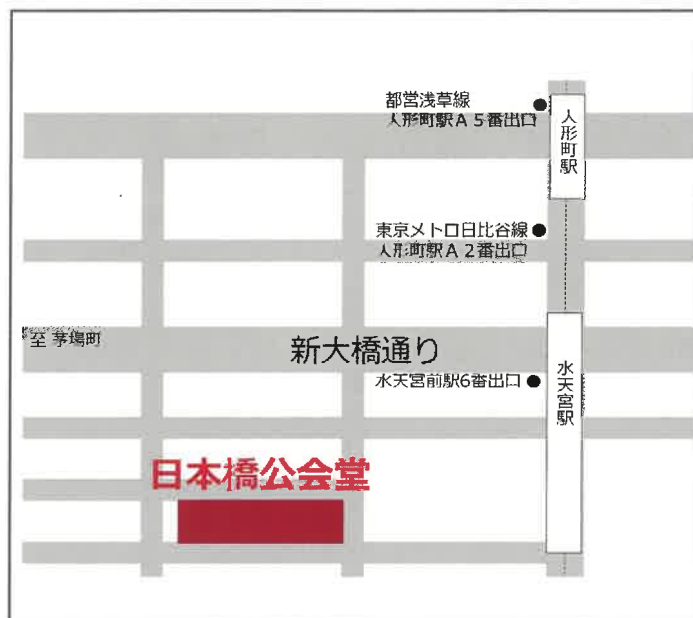 都営浅草線
人形町駅A5番出口
人形町駅
東京メトロ日比谷線
人形町駅A2番出口
至 茅場町
新大橋通り
水天宮前駅6番出口
水天宮駅
日本橋公会堂